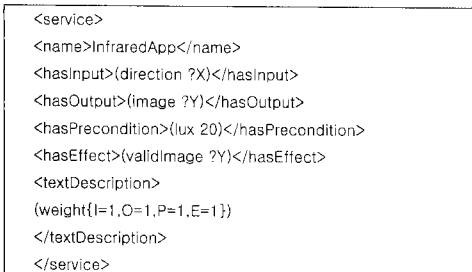 <service>
<name>InfraredApp</name>
<hasInput>(direction ?X)</hasInput>
<hasOutput>(image ?Y)</hasOutput>
<hasPrecondition>(lux 20)</hasPrecondition>
<hasEffect>(validImage ?Y)</hasEffect>
<textDescription>
(weight{I=1,O=1,P=1,E=1})
</textDescription>
</service>